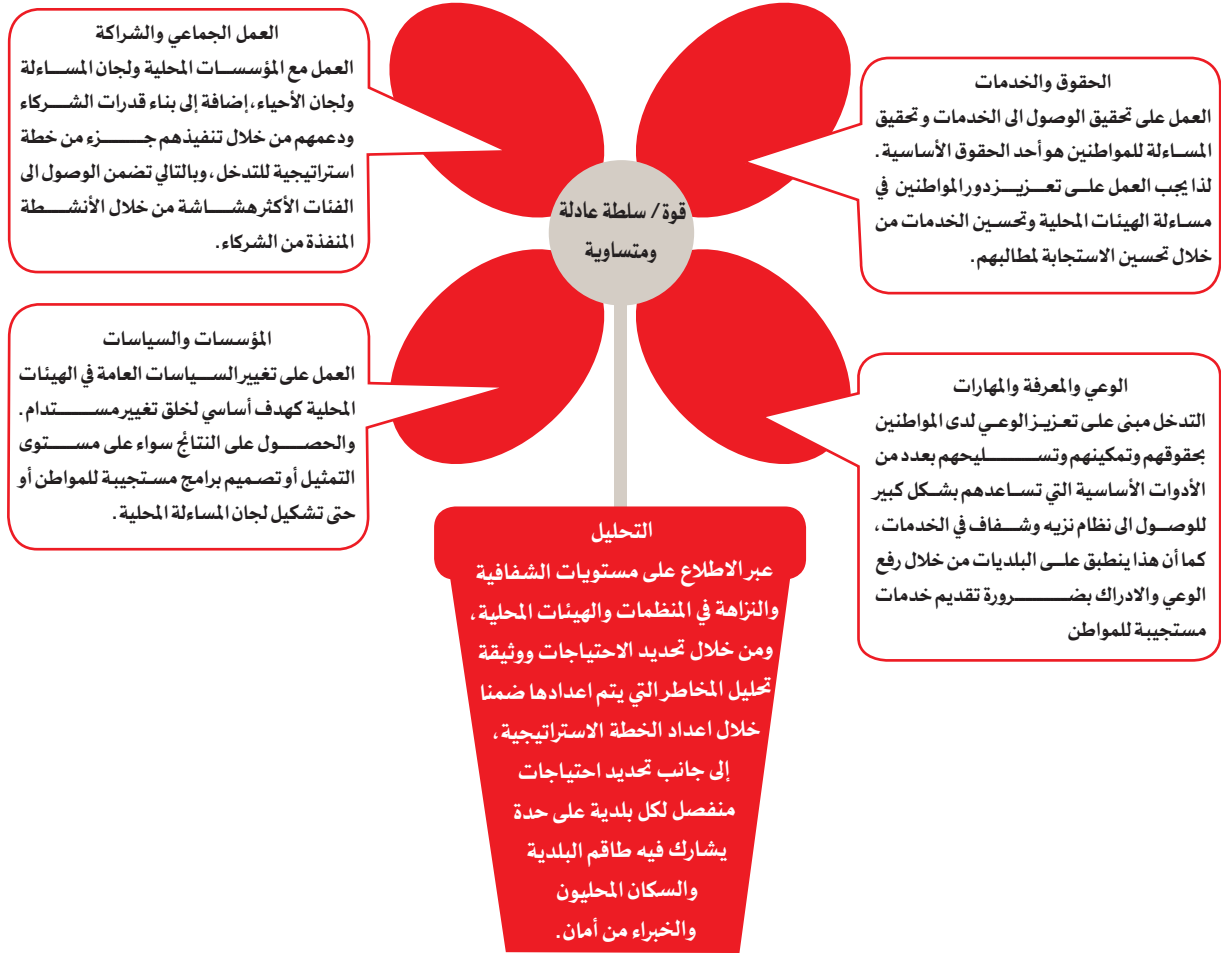 الحقوق والخدمات
العمل على تحقيق الوصول الى الخدمات وتحقيق
المساءلة للمواطنين هو أحد الحقوق الأساسية.
لذا يجب العمل على تعزيز دور المواطنين في
مساءلة الهيئات المحلية وتحسين الخدمات من
خلال تحسين الاستجابة لمطالبهم.
العمل الجماعي والشراكة
العمل مع المؤسسات المحلية ولجان المساءلة
ولجان الأحياء، إضافة إلى بناء قدرات الشركاء
ودعمهم من خلال تنفيذهم جزء من خطة
استراتيجية للتدخل، وبالتالي تضمن الوصول الى
الفئات الأكثر هشاشة من خلال الأنشطة
المنفذة من الشركاء.
قوة/ سلطة عادلة
ومتساوية
الوعي والمعرفة والمهارات
التدخل مبنى على تعزيز الوعي لدى المواطنين
بحقوقهم وتمكينهم وتسليحهم بعدد من
الأدوات الأساسية التي تساعدهم بشكل كبير
للوصول الى نظام نزيه وشفاف في الخدمات،
كما أن هذا ينطبق على البلديات من خلال رفع
الوعي والادراك بضرورة تقديم خدمات
مستجيبة للمواطن
المؤسسات والسياسات
العمل على تغيير السياسات العامة في الهيئات
المحلية كهدف أساسي لخلق تغيير مستدام.
والحصول على النتائج سواء على مستوى
التمثيل أو تصميم برامج مستجيبة للمواطن أو
حتى تشكيل لجان المساءلة المحلية.
التحليل
عبر الاطلاع على مستويات الشفافية
والنزاهة في المنظمات والهيئات المحلية،
ومن خلال تحديد الاحتياجات ووثيقة
تحليل المخاطر التي يتم اعدادها ضمنا
خلال اعداد الخطة الاستراتيجية،
إلى جانب تحديد احتياجات
منفصل لكل بلدية على حدة
يشارك فيه طاقم البلدية
والسكان المحليون
والخبراء من أمان.